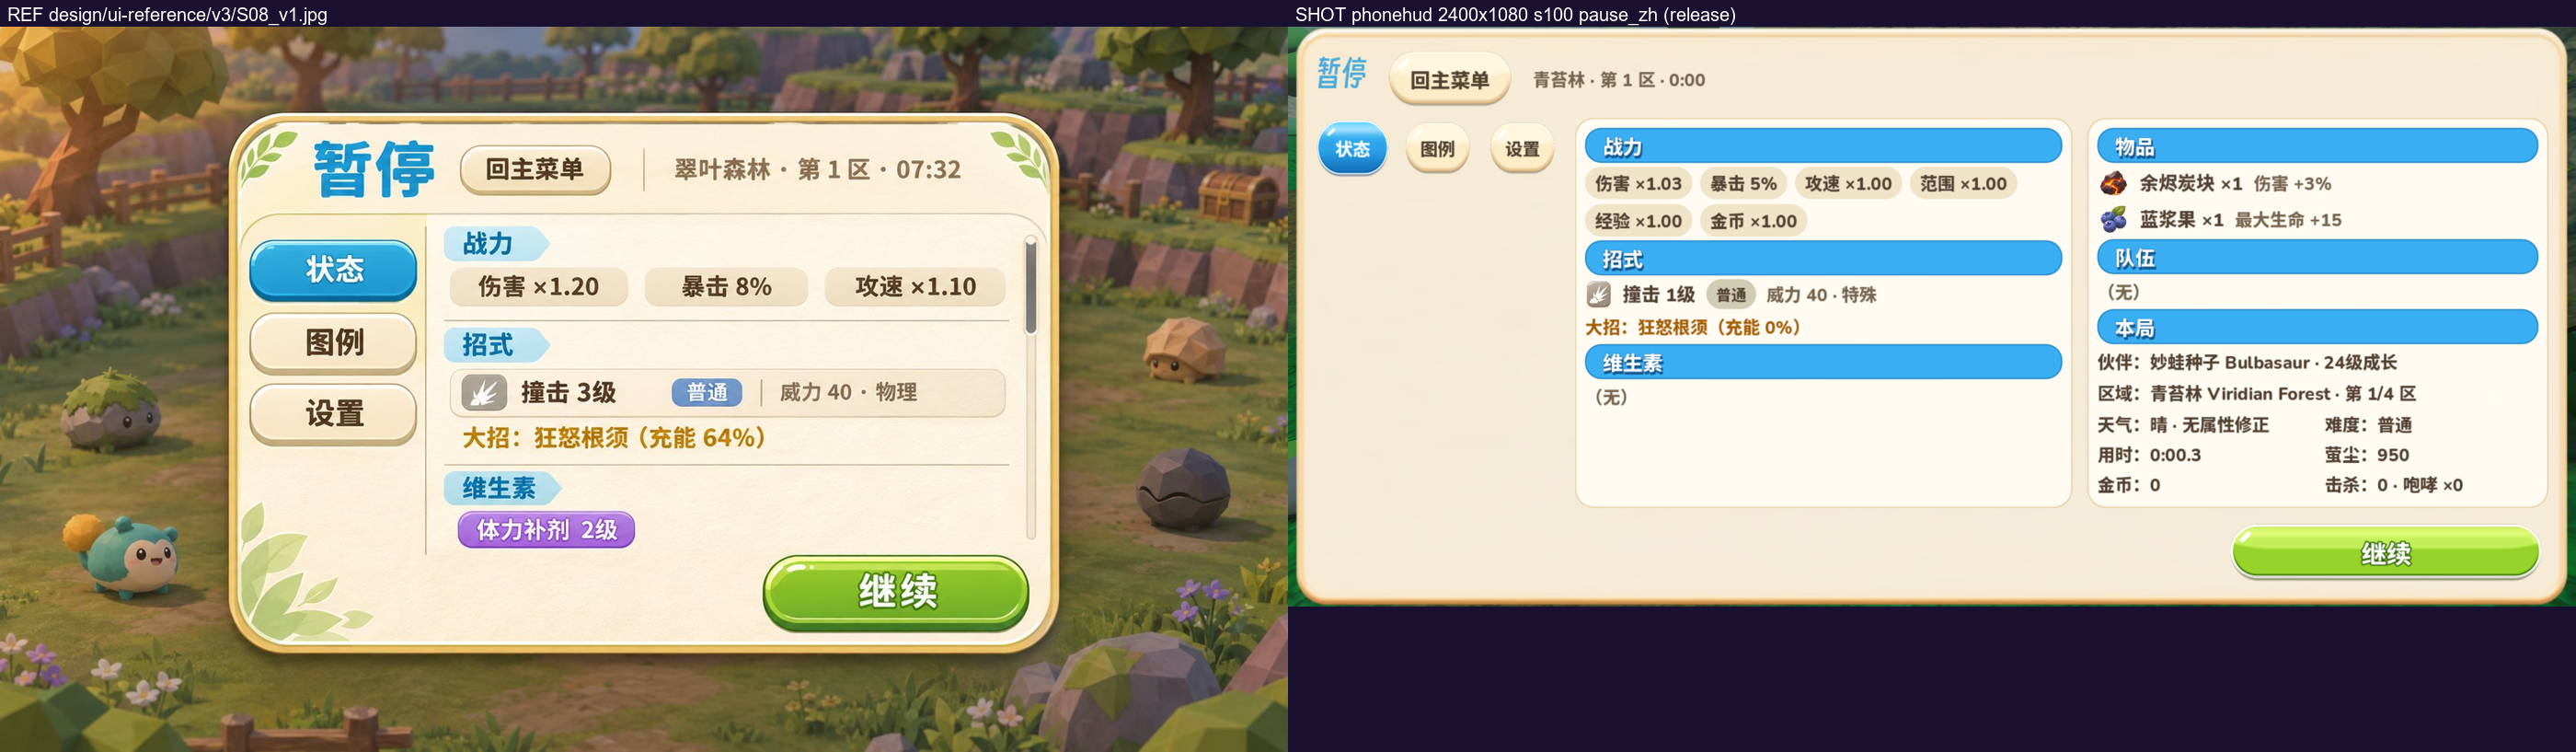 REF design/ui-reference/v3/S08_v1.jpg
暂停
回主菜单
翠叶森林 · 第 1 区 · 07:32
状态
图例
设置
战力
伤害 ×1.20
暴击 8%
攻速 ×1.10
招式
撞击 3级
普通
威力 40 · 物理
大招：狂怒根须（充能 64%）
维生素
体力补剂 2级
继续
SHOT phonehud 2400x1080 s100 pause_zh (release)
暂停
回主菜单
青苔林 · 第 1 区 · 0:00
状态
图例
设置
战力
伤害 ×1.03
暴击 5%
攻速 ×1.00
范围 ×1.00
经验 ×1.00
金币 ×1.00
招式
撞击 1级
普通
威力 40 · 特殊
大招：狂怒根须（充能 0%）
维生素
（无）
物品
余烬炭块 ×1 伤害 +3%
蓝浆果 ×1 最大生命 +15
队伍
（无）
本局
伙伴：妙蛙种子 Bulbasaur · 24级成长
区域：青苔林 Viridian Forest · 第 1/4 区
天气：晴 · 无属性修正
难度：普通
用时：0:00.3
萤尘：950
金币：0
击杀：0 · 咆哮 ×0
继续